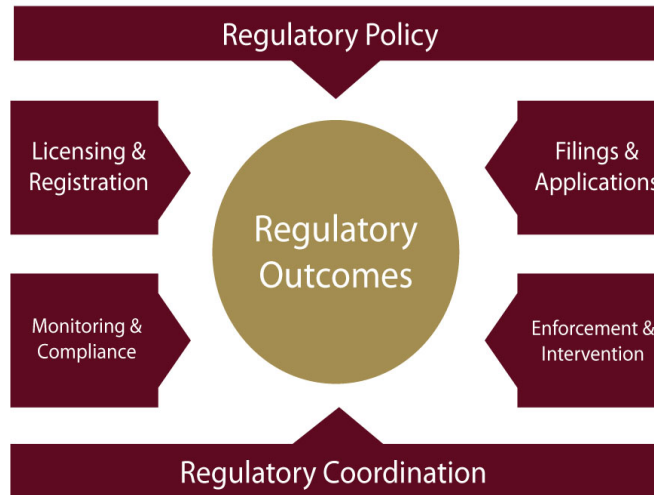 Regulatory Policy
Licensing &
Registration
Filings &
Applications
Regulatory
Outcomes
Monitoring &
Compliance
Enforcement &
Intervention
Regulatory Coordination